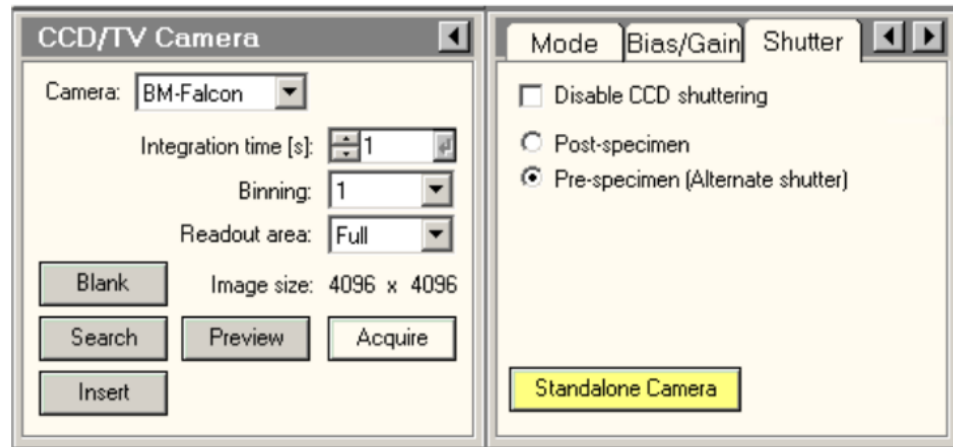 CCD/TV Camera
Camera: BM-Falcon
Integration time [s]: 1
Binning: 1
Readout area: Full
Blank Image size: 4096 x 4096
Search Preview Acquire
Insert
Mode Bias/Gain Shutter
Disable CCD shuttering
Post-specimen
Pre-specimen (Alternate shutter)
Standalone Camera